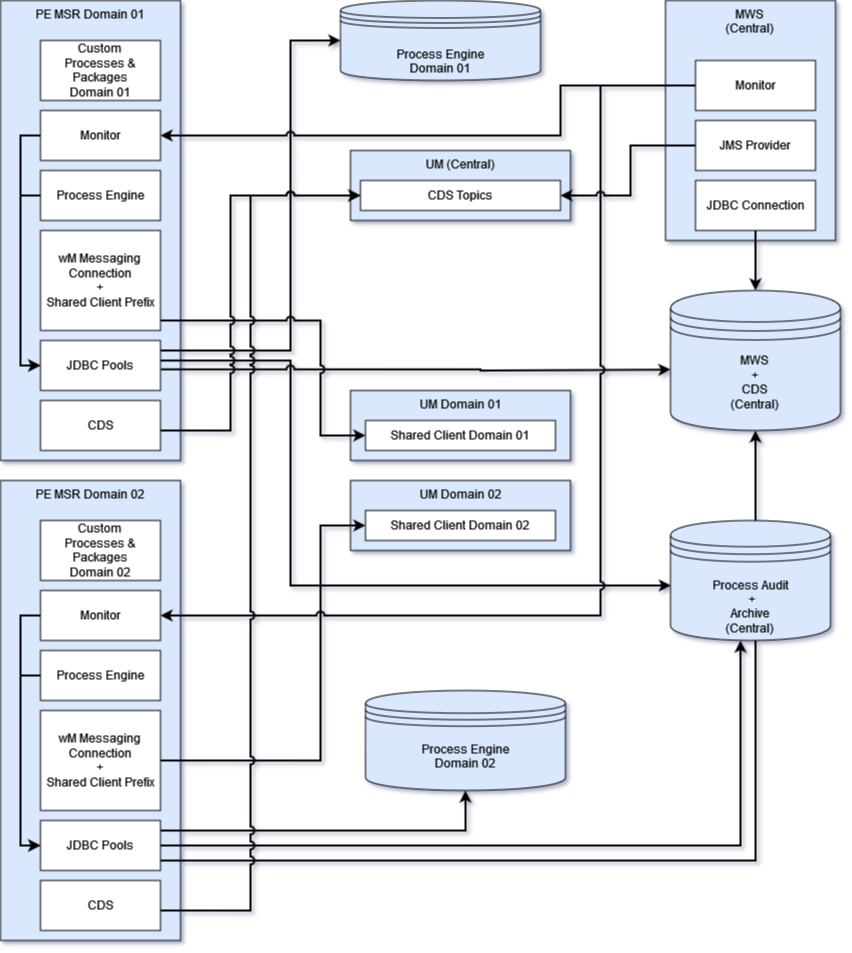 PE MSR Domain 01
Custom
Processes &
Packages
Domain 01
Monitor
Process Engine
wM Messaging
Connection
+
Shared Client Prefix
JDBC Pools
CDS
Process Engine
Domain 01
UM (Central)
CDS Topics
MWS
(Central)
Monitor
JMS Provider
JDBC Connection
MWS
+
CDS
(Central)
UM Domain 01
Shared Client Domain 01
UM Domain 02
Shared Client Domain 02
Process Audit
+
Archive
(Central)
PE MSR Domain 02
Custom
Processes &
Packages
Domain 02
Monitor
Process Engine
wM Messaging
Connection
+
Shared Client Prefix
JDBC Pools
CDS
Process Engine
Domain 02